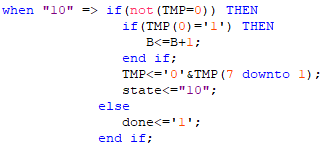 when "10" => if(not(TMP=0)) THEN
if(TMP(0)='1') THEN
B<=B+1;
end if;
TMP<='0'&TMP(7 downto 1);
state<="10";
else
done<='1';
end if;